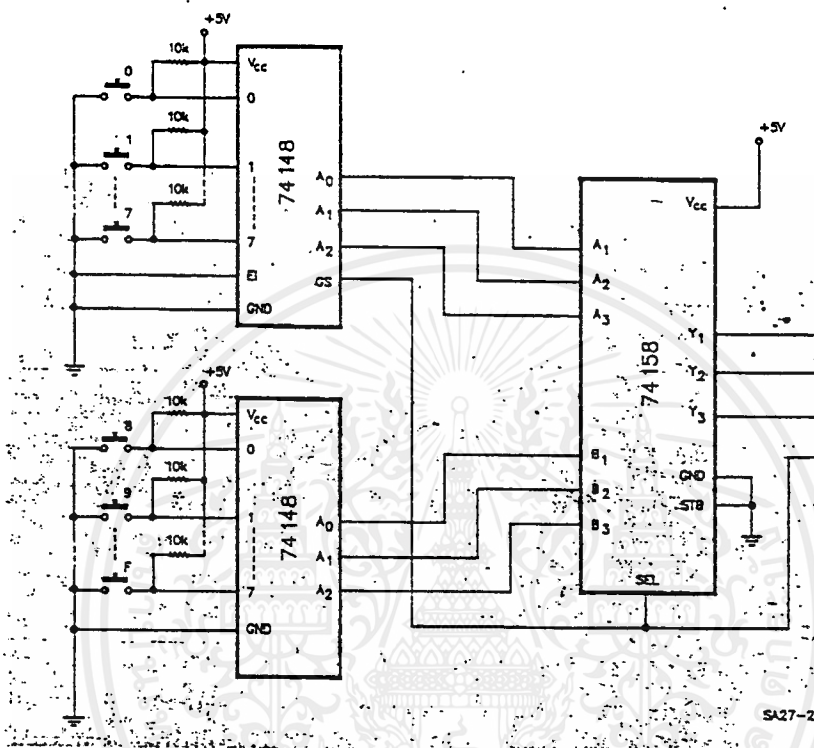 +5V
10k
0
Vcc
0
10k
1
1
10k
7
7
EI
GND
74148
A0
A1
A2
GS
+5V
Vcc
A1
A2
A3
74158
Y1
Y2
Y3
B1
B2
B3
GND
STB
SEL
+5V
10k
8
Vcc
0
10k
9
1
10k
F
7
GND
74148
A0
A1
A2
SA27-2